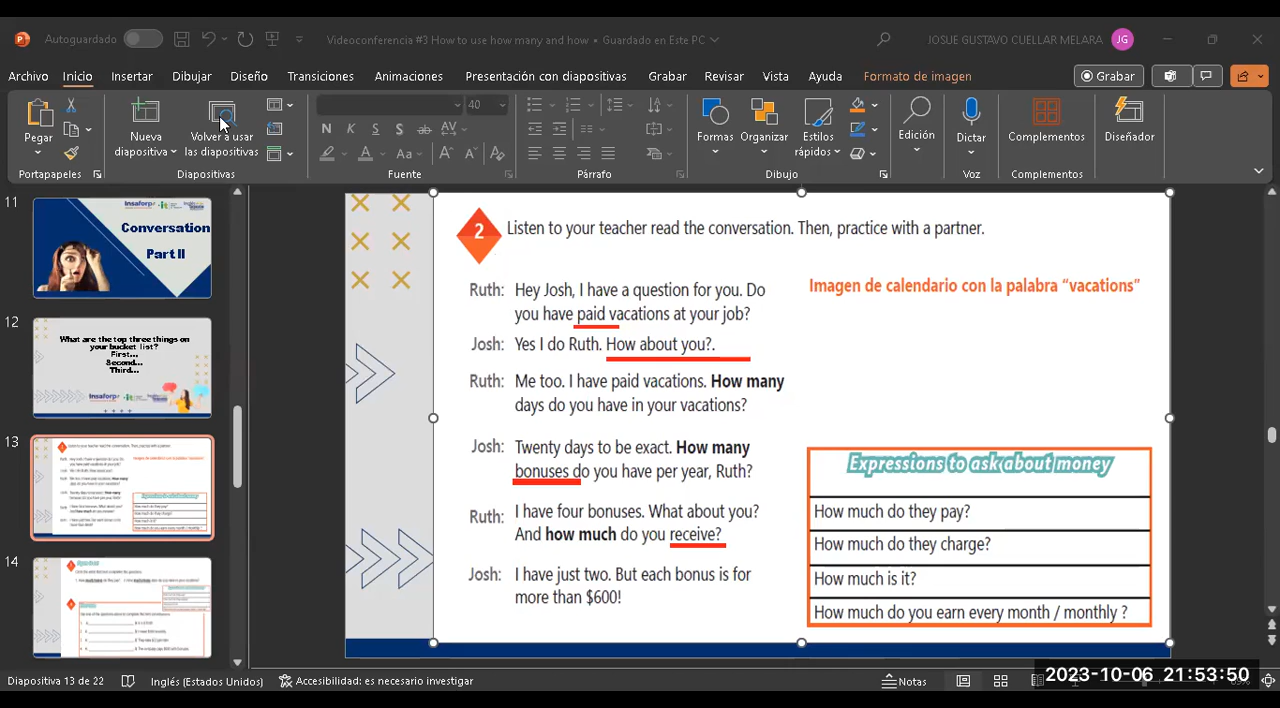 Autoguardado
Videoconferencia #3 How to use how many and how • Guardado en Este PC
JOSUE GUSTAVO CUELLAR MELARA
JG
Archivo Inicio Insertar Dibujar Diseño Transiciones Animaciones Presentación con diapositivas Grabar Revisar Vista Ayuda Formato de imagen
Grabar
Pegar
Nueva diapositiva
Volver a usar las diapositivas
40
N K S S ab AV
A Aa A A A
Formas
Organizar
Estilos rápidos
Edición
Dictar
Complementos
Diseñador
Portapapeles Diapositivas Fuente Párrafo Dibujo Voz Complementos
11
Insaforp
Conversation
Part II
12
What are the top three things on
your bucket list?
First...
Second...
Third...
Insaforp
13
14
2
Listen to your teacher read the conversation. Then, practice with a partner.
Ruth: Hey Josh, I have a question for you. Do
you have paid vacations at your job?
Josh: Yes I do Ruth. How about you?.
Ruth: Me too. I have paid vacations. How many
days do you have in your vacations?
Josh: Twenty days to be exact. How many
bonuses do you have per year, Ruth?
Ruth: I have four bonuses. What about you?
And how much do you receive?
Josh: I have just two. But each bonus is for
more than $600!
Imagen de calendario con la palabra “vacations”
Expressions to ask about money
How much do they pay?
How much do they charge?
How much is it?
How much do you earn every month / monthly ?
Diapositiva 13 de 22
Inglés (Estados Unidos)
Accesibilidad: es necesario investigar
Notas
2023-10-06 21:53:50